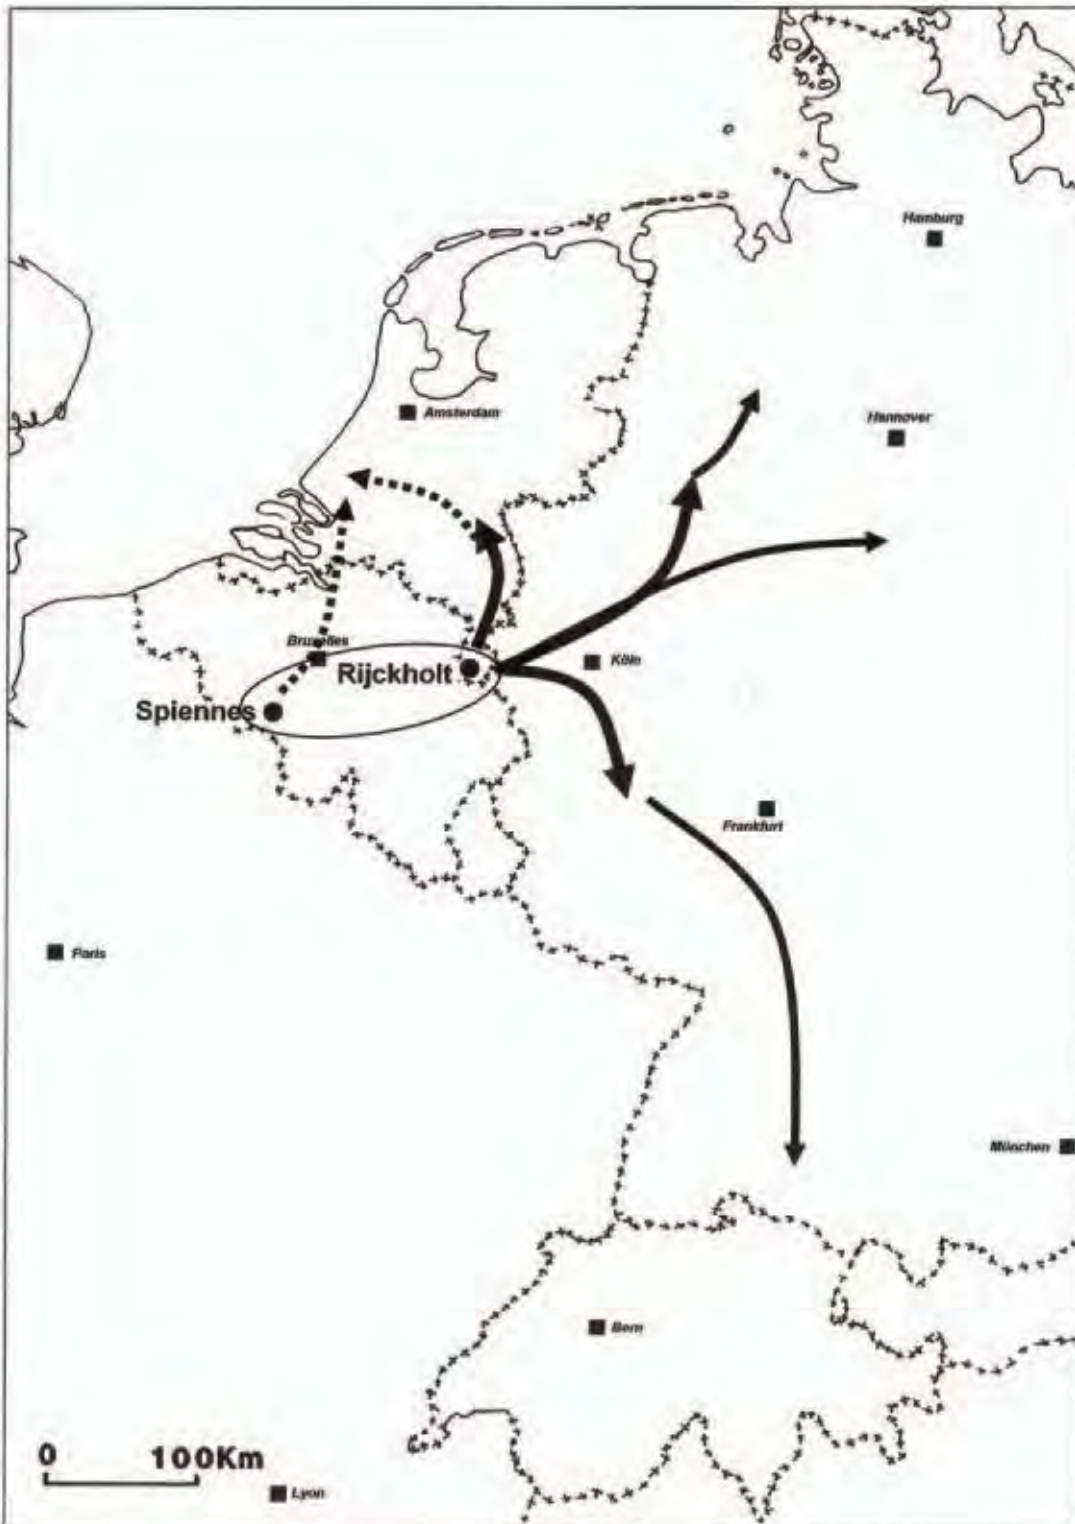 Hamburg
Amsterdam
Hannover
Bruxelles
Rijckholt
Köln
Spiennes
Frankfurt
Paris
München
Bern
0 100Km
Lyon